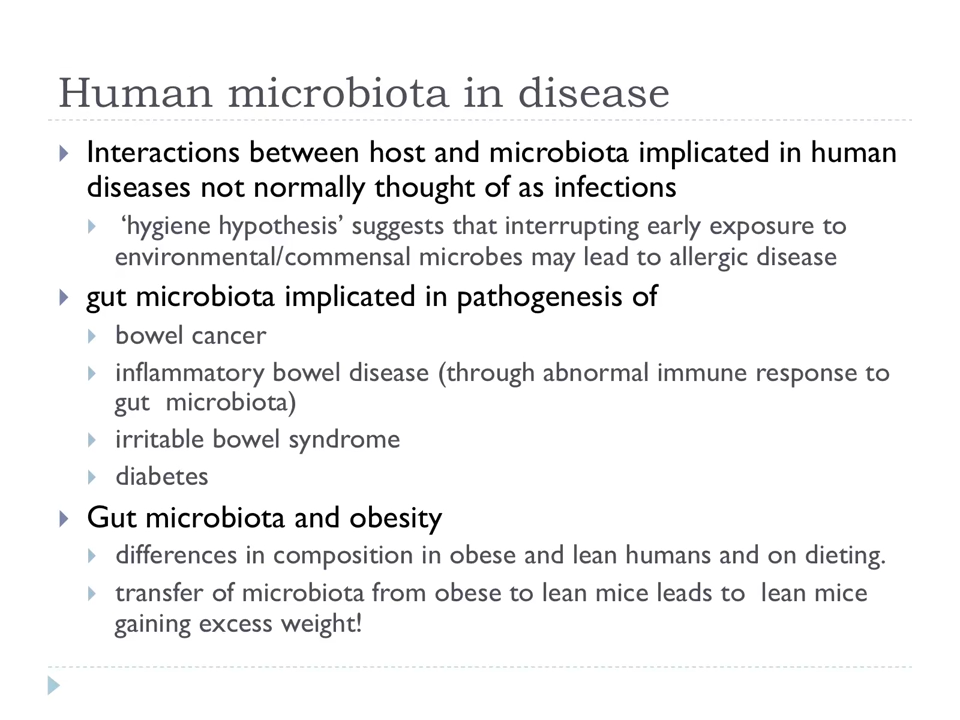 Human microbiota in disease
Interactions between host and microbiota implicated in human
diseases not normally thought of as infections
‘hygiene hypothesis’ suggests that interrupting early exposure to
environmental/commensal microbes may lead to allergic disease
gut microbiota implicated in pathogenesis of
bowel cancer
inflammatory bowel disease (through abnormal immune response to
gut  microbiota)
irritable bowel syndrome
diabetes
Gut microbiota and obesity
differences in composition in obese and lean humans and on dieting.
transfer of microbiota from obese to lean mice leads to  lean mice
gaining excess weight!